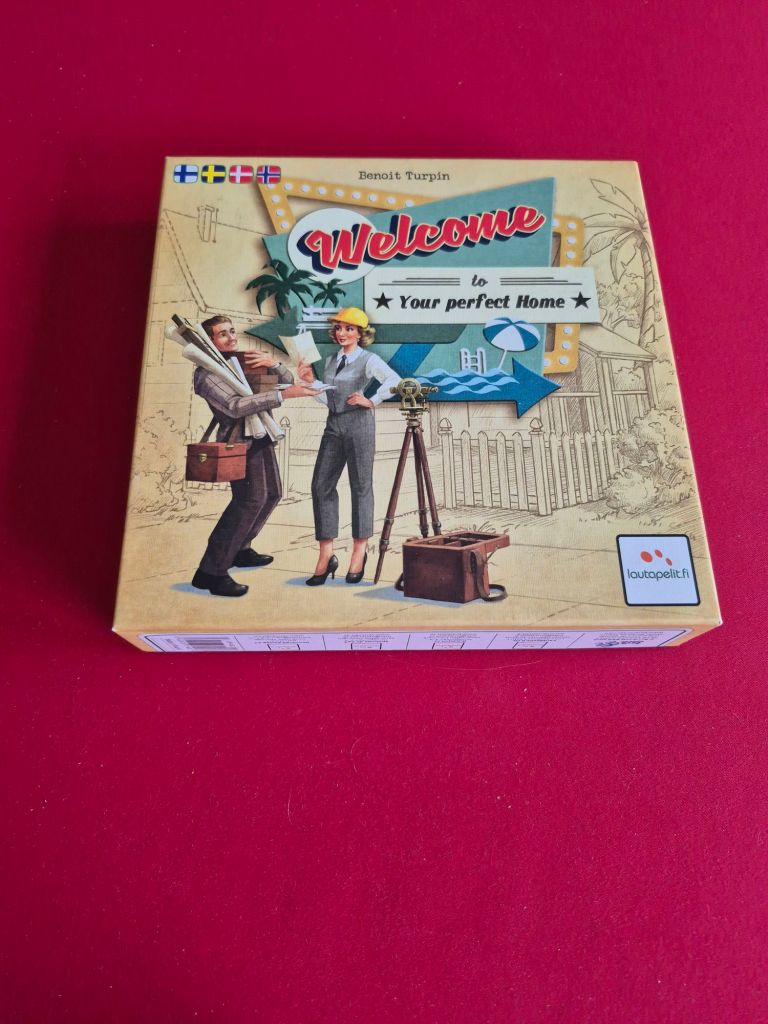 Benoit Turpin
Welcome
to
Your perfect Home
lautapelit.fi